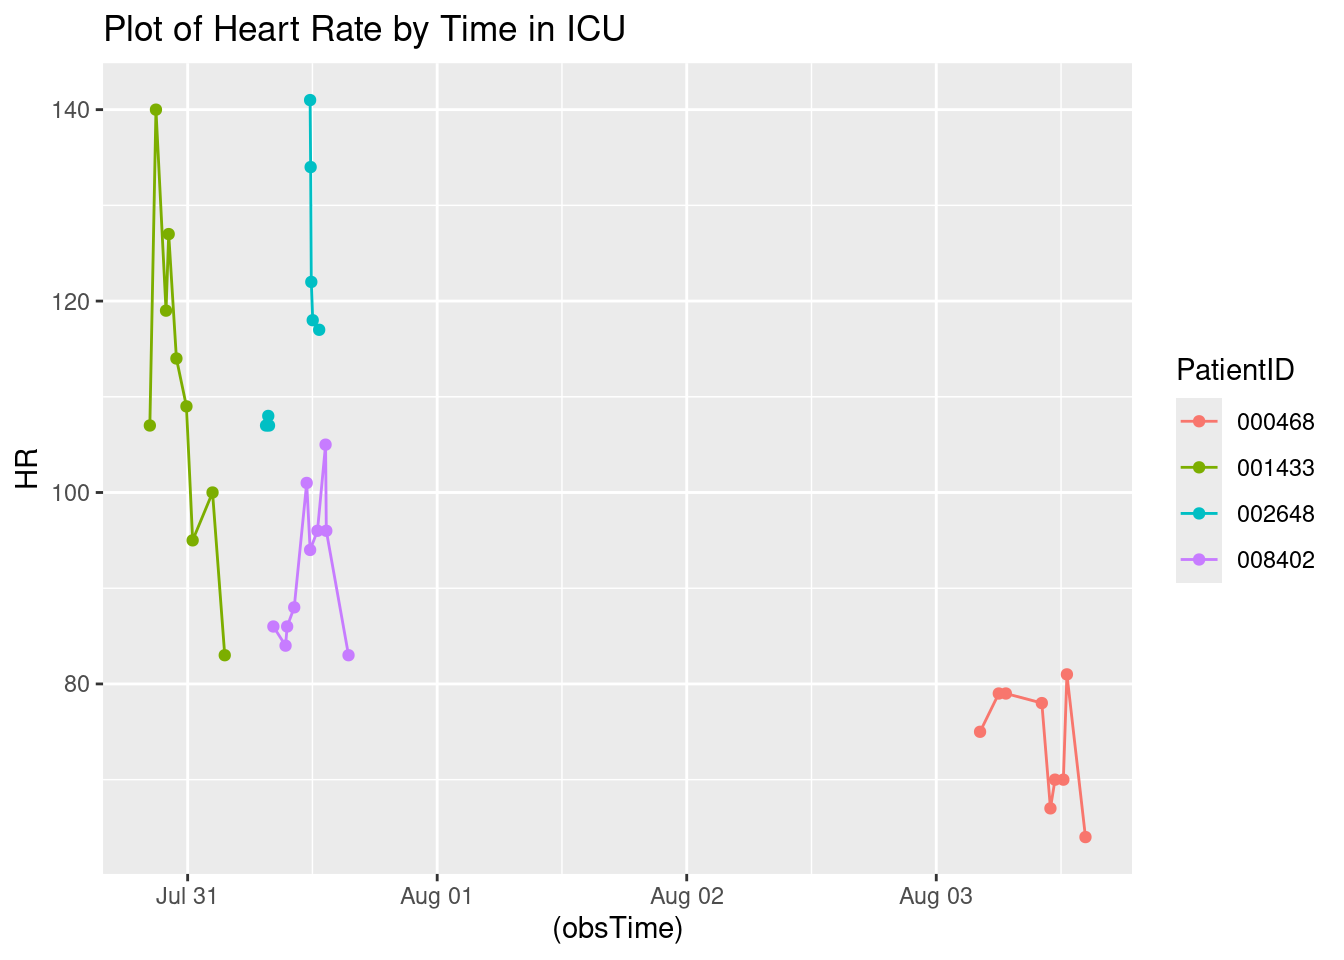 Plot of Heart Rate by Time in ICU
140
120
100
80
HR
Jul 31
Aug 01
Aug 02
Aug 03
(obsTime)
PatientID
000468
001433
002648
008402